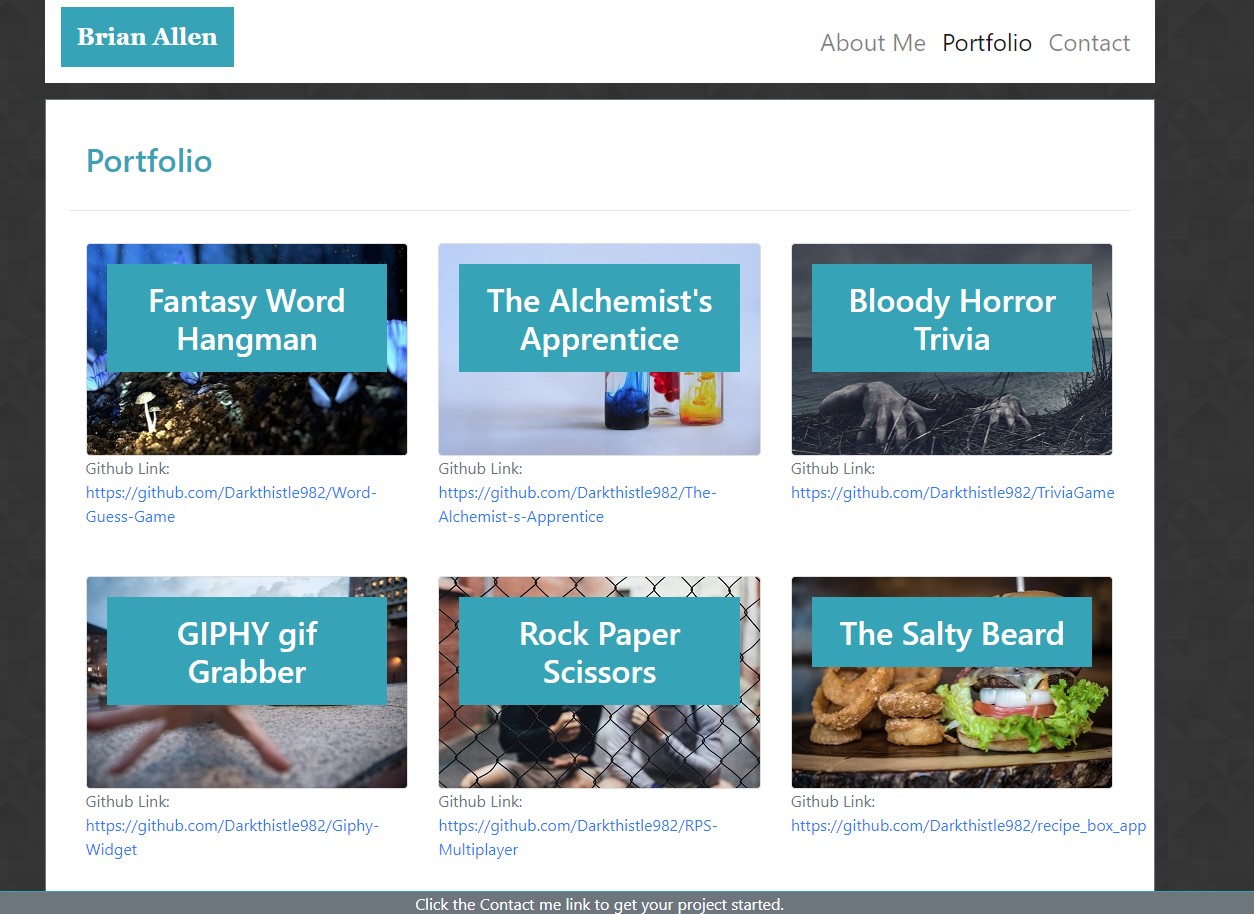 Brian Allen
About Me Portfolio Contact
Portfolio
Fantasy Word
Hangman
The Alchemist's
Apprentice
Bloody Horror
Trivia
Github Link:
https://github.com/Darkthistle982/Word-
Guess-Game
Github Link:
https://github.com/Darkthistle982/The-
Alchemist-s-Apprentice
Github Link:
https://github.com/Darkthistle982/TriviaGame
GIPHY gif
Grabber
Rock Paper
Scissors
The Salty Beard
Github Link:
https://github.com/Darkthistle982/Giphy-
Widget
Github Link:
https://github.com/Darkthistle982/RPS-
Multiplayer
Github Link:
https://github.com/Darkthistle982/recipe_box_app
Click the Contact me link to get your project started.